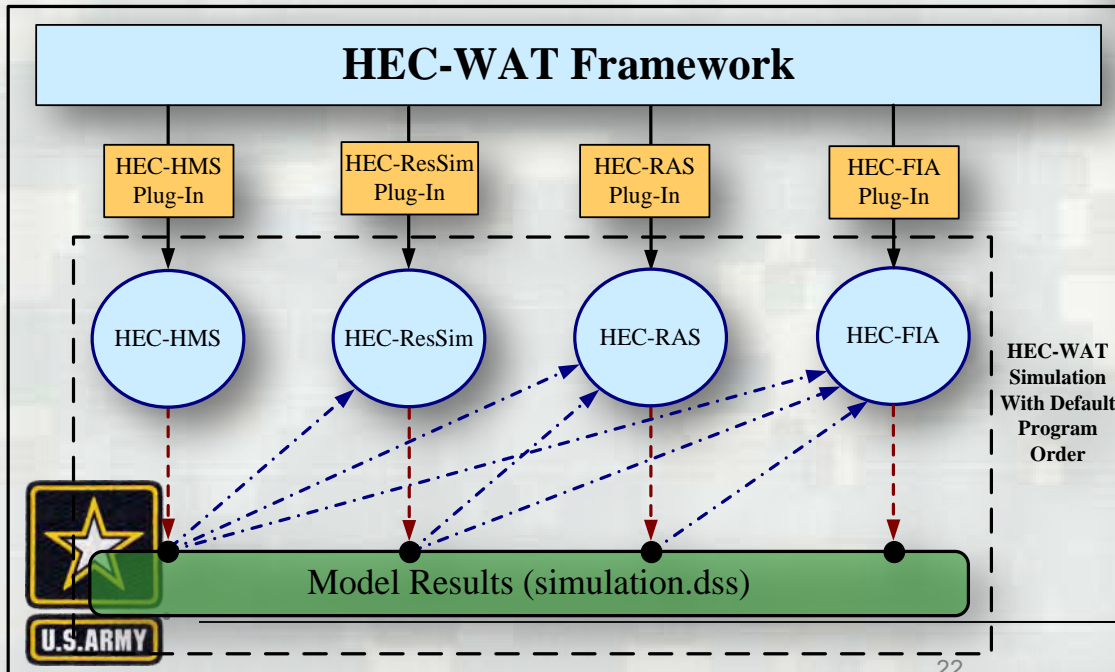 HEC-WAT Framework
HEC-HMS
Plug-In
HEC-ResSim
Plug-In
HEC-RAS
Plug-In
HEC-FIA
Plug-In
HEC-HMS
HEC-ResSim
HEC-RAS
HEC-FIA
HEC-WAT
Simulation
With Default
Program
Order
Model Results (simulation.dss)
U.S.ARMY
22